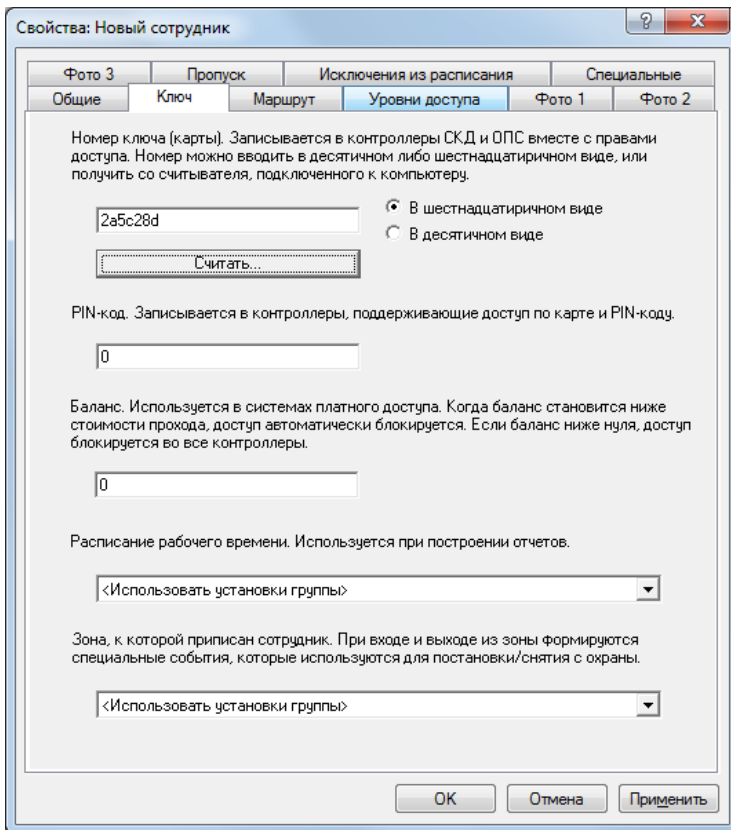 Свойства: Новый сотрудник
Фото 3 Пропуск Исключения из расписания Специальные
Общие Ключ Маршрут Уровни доступа Фото 1 Фото 2
Номер ключа (карты). Записывается в контроллеры СКД и ОПС вместе с правами
доступа. Номер можно вводить в десятичном либо шестнадцатиричном виде, или
получить со считывателя, подключенного к компьютеру.
2a5c28d
В шестнадцатиричном виде
В десятичном виде
Считать...
PIN-код. Записывается в контроллеры, поддерживающие доступ по карте и PIN-коду.
0
Баланс. Используется в системах платного доступа. Когда баланс становится ниже
стоимости прохода, доступ автоматически блокируется. Если баланс ниже нуля, доступ
блокируется во все контроллеры.
0
Расписание рабочего времени. Используется при построении отчетов.
<Использовать установки группы>
Зона, к которой приписан сотрудник. При входе и выходе из зоны формируются
специальные события, которые используются для постановки/снятия с охраны.
<Использовать установки группы>
OK Отмена Применить